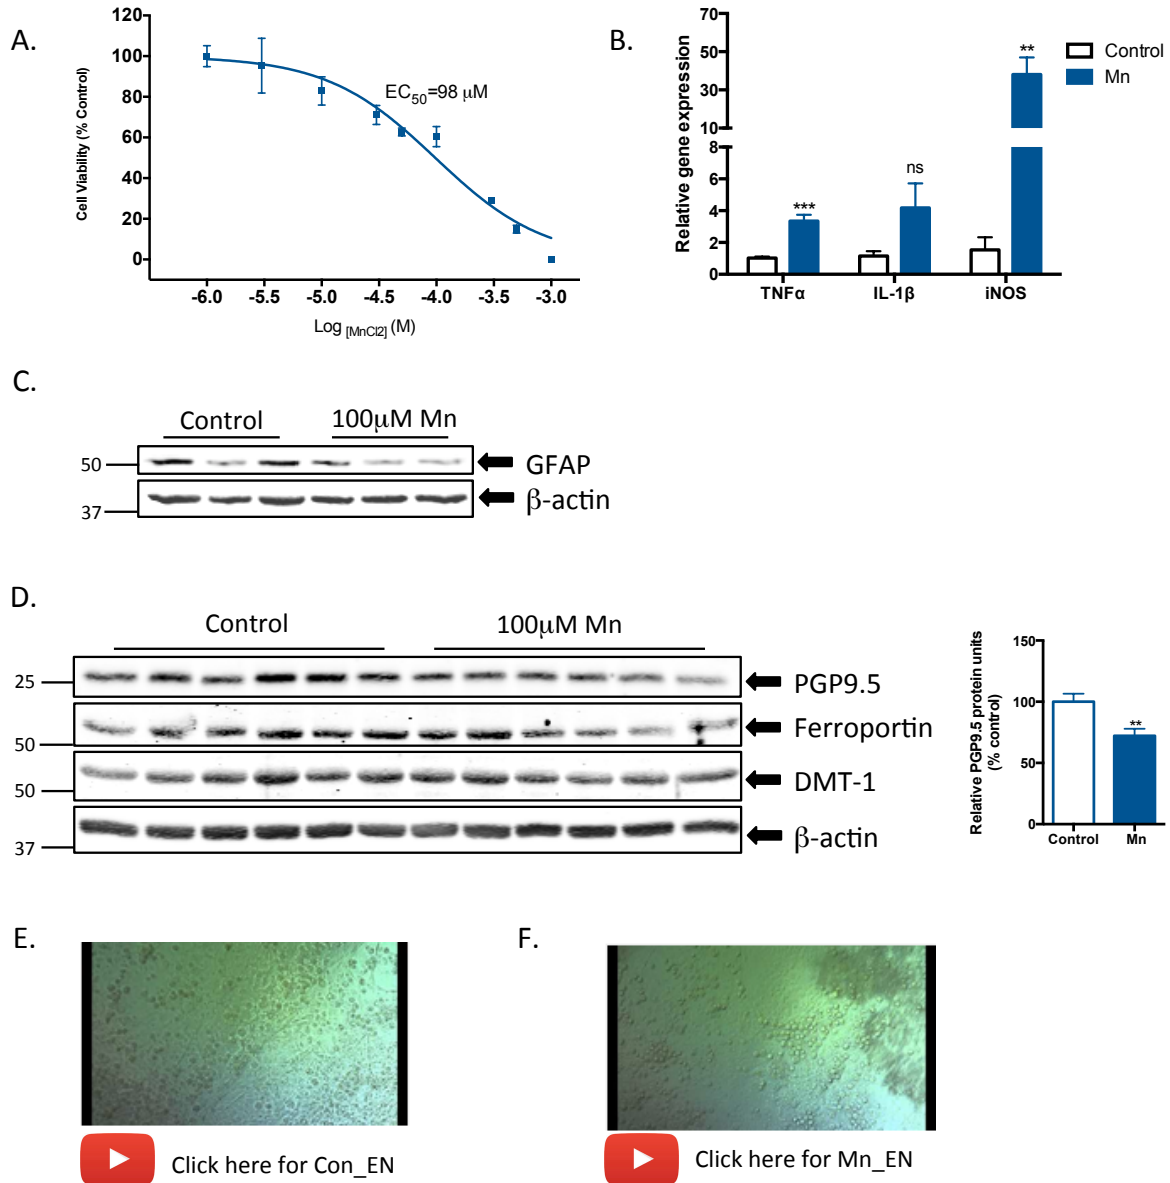 A.
120
100
80
60
40
20
0
Cell Viability (% Control)
EC50=98 μM
-6.0 -5.5 -5.0 -4.5 -4.0 -3.5 -3.0
Log [MnCl2] (M)
B.
70
50
30
10
8
6
4
2
0
Relative gene expression
***
ns
**
TNFα IL-1β iNOS
Control
Mn
C.
Control 100μM Mn
50
GFAP
37
β-actin
D.
Control 100μM Mn
25
PGP9.5
50
Ferroportin
50
DMT-1
37
β-actin
Relative PGP9.5 protein units
(% control)
150
100
50
0
**
Control Mn
E.
Click here for Con_EN
F.
Click here for Mn_EN